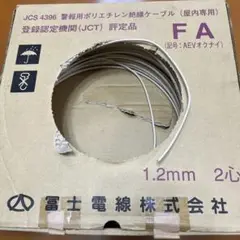 JCS 4396 警報用ポリエチレン絶縁ケーブル（屋内専用）
登録認定機関（JCT）評定品
FA
（記号：AEVオクナイ）
1.2mm 2心
冨士電線株式会社